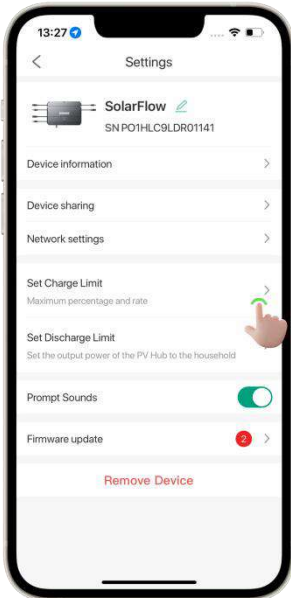 13:27
Settings
SolarFlow
SN PO1HLC9LDR01141
Device information
Device sharing
Network settings
Set Charge Limit
Maximum percentage and rate
Set Discharge Limit
Set the output power of the PV Hub to the household
Prompt Sounds
Firmware update
2
Remove Device